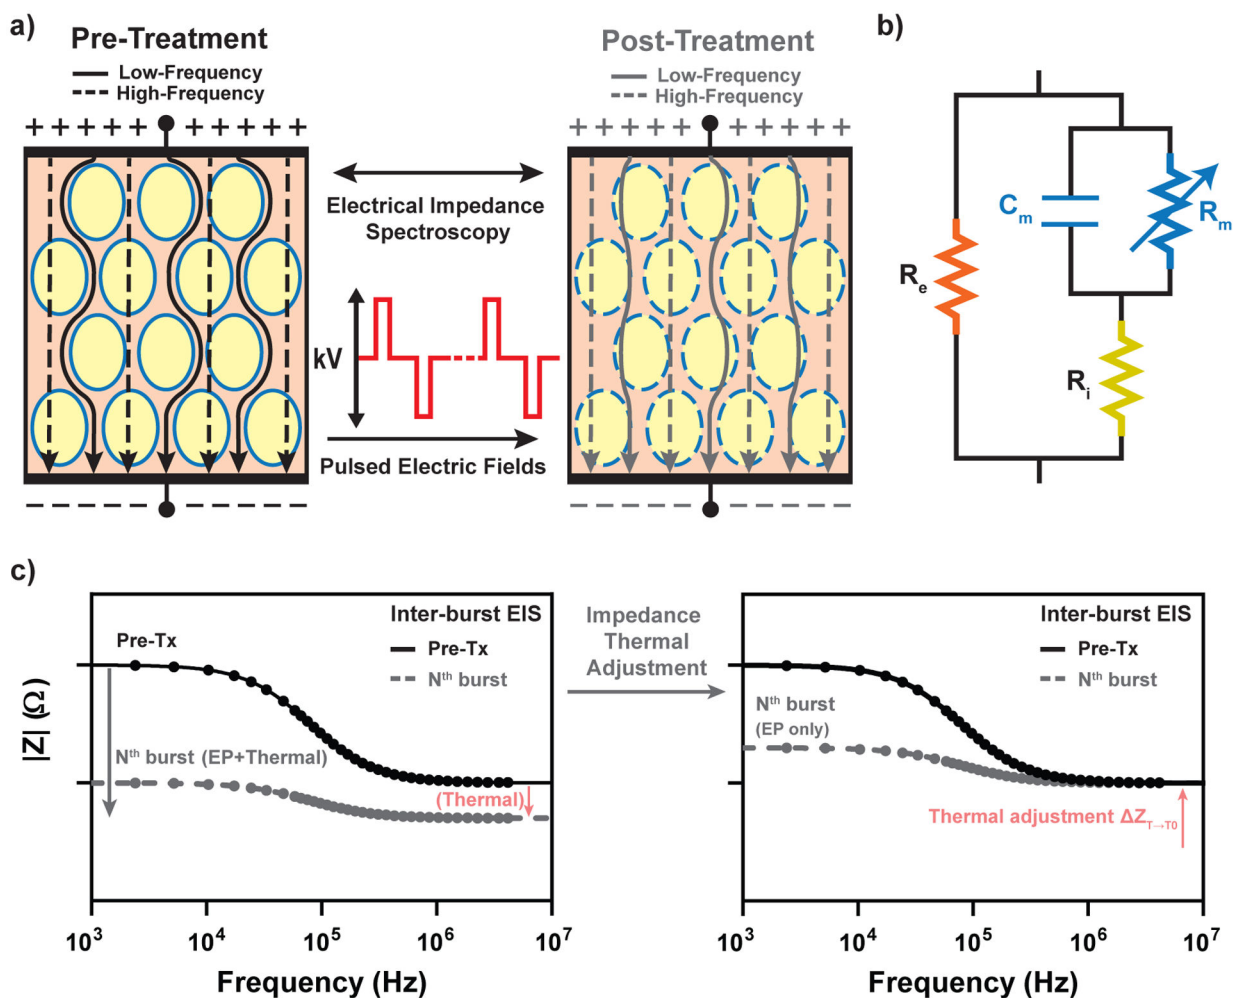 a)
Pre-Treatment
Low-Frequency
High-Frequency
+ + + + + + + +
Electrical Impedance
Spectroscopy
kV
Pulsed Electric Fields
Post-Treatment
Low-Frequency
High-Frequency
+ + + + + + + +
b)
Cm
Rm
Re
Ri
c)
|Z| (Ω)
Pre-Tx
Inter-burst EIS
Pre-Tx
Nth burst
Nth burst (EP+Thermal)
(Thermal)
10³ 10⁴ 10⁵ 10⁶ 10⁷
Frequency (Hz)
Impedance
Thermal
Adjustment
Inter-burst EIS
Pre-Tx
Nth burst
Nth burst
(EP only)
Thermal adjustment ΔZT→T0
10³ 10⁴ 10⁵ 10⁶ 10⁷
Frequency (Hz)